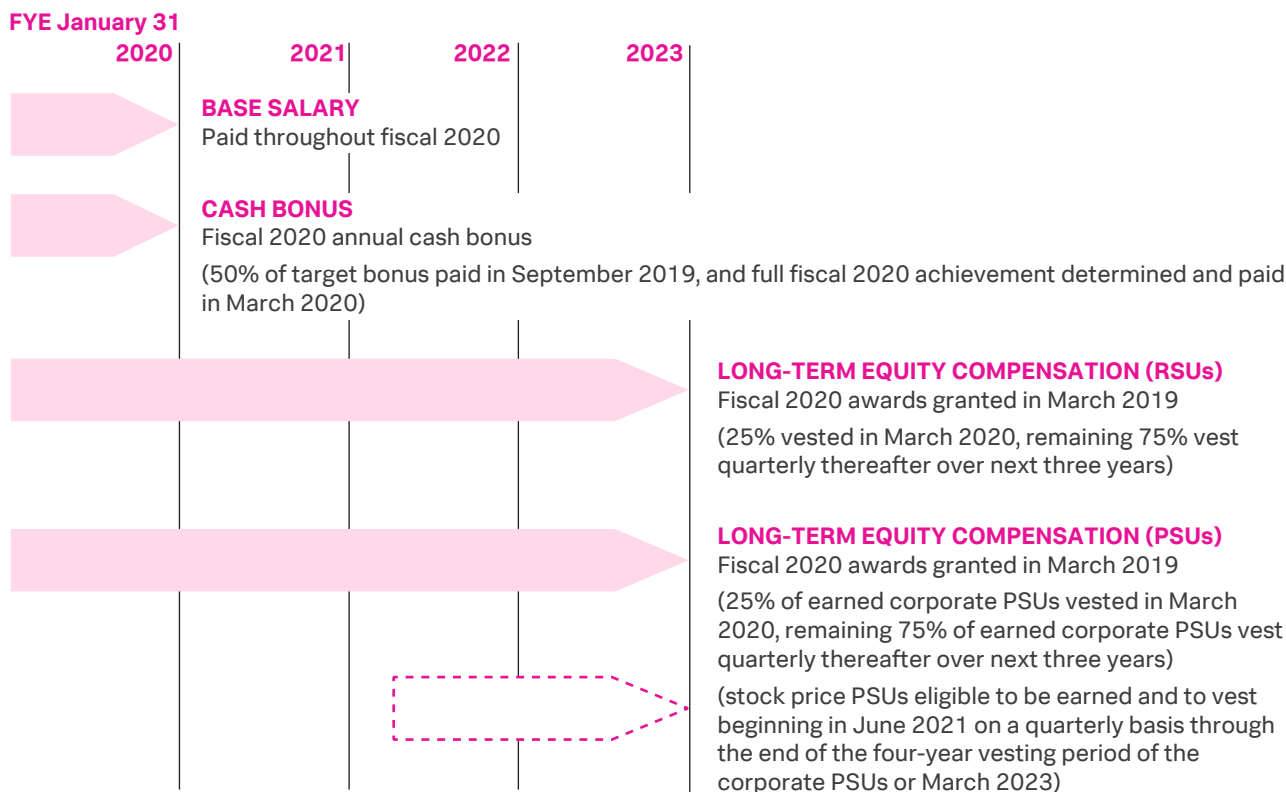 FYE January 31
2020 2021 2022 2023
BASE SALARY
Paid throughout fiscal 2020
CASH BONUS
Fiscal 2020 annual cash bonus
(50% of target bonus paid in September 2019, and full fiscal 2020 achievement determined and paid
in March 2020)
LONG-TERM EQUITY COMPENSATION (RSUs)
Fiscal 2020 awards granted in March 2019
(25% vested in March 2020, remaining 75% vest
quarterly thereafter over next three years)
LONG-TERM EQUITY COMPENSATION (PSUs)
Fiscal 2020 awards granted in March 2019
(25% of earned corporate PSUs vested in March
2020, remaining 75% of earned corporate PSUs vest
quarterly thereafter over next three years)
(stock price PSUs eligible to be earned and to vest
beginning in June 2021 on a quarterly basis through
the end of the four-year vesting period of the
corporate PSUs or March 2023)